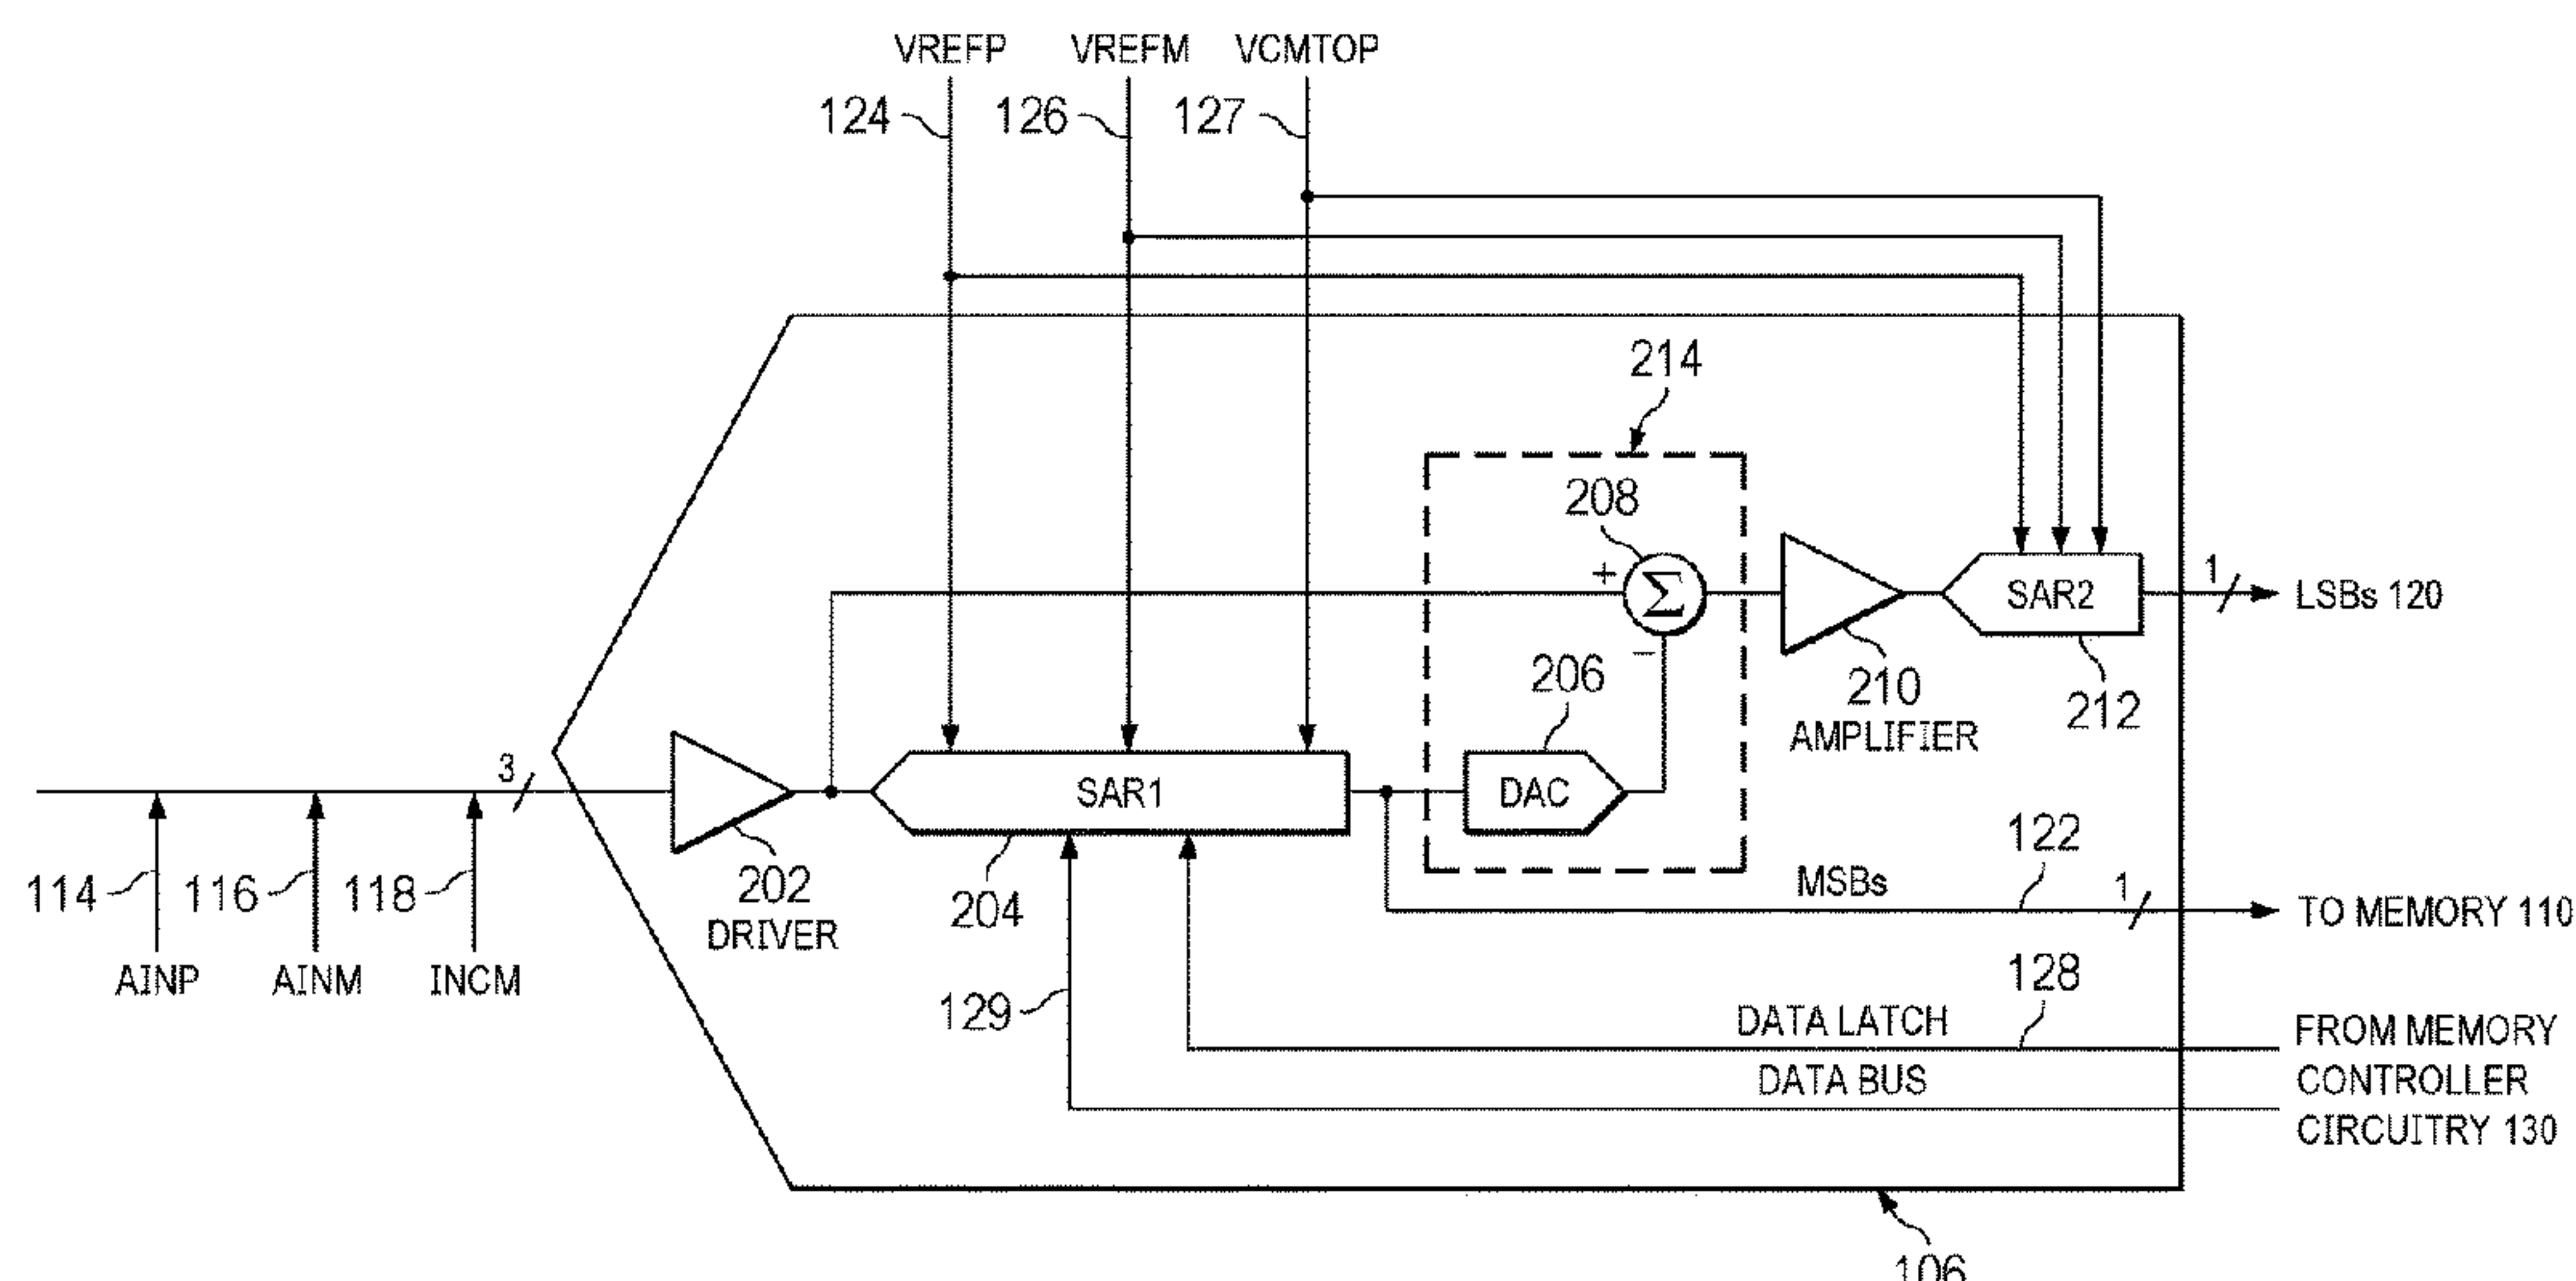 VREFP VREFM VCMTOP
124 126 127
214
208
+ Σ
SAR2
1
LSBs 120
−
206
210
AMPLIFIER
212
3
SAR1
DAC
114 116 118
202
DRIVER
204
MSBs
122
1
TO MEMORY 110
AINP AINM INCM
129
DATA LATCH
128
DATA BUS
FROM MEMORY
CONTROLLER
CIRCUITRY 130
106